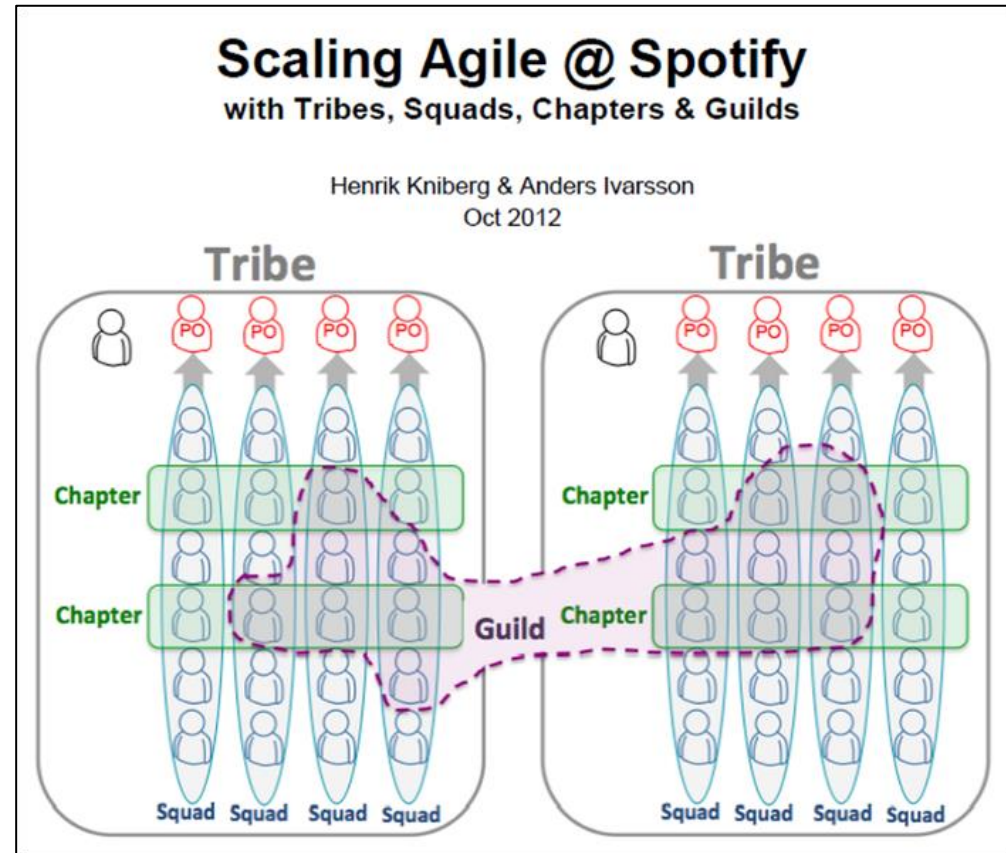 Scaling Agile @ Spotify
with Tribes, Squads, Chapters & Guilds
Henrik Kniberg & Anders Ivarsson
Oct 2012
Tribe
Tribe
PO PO PO PO
PO PO PO PO
Chapter
Chapter
Chapter
Guild
Chapter
Squad Squad Squad Squad
Squad Squad Squad Squad